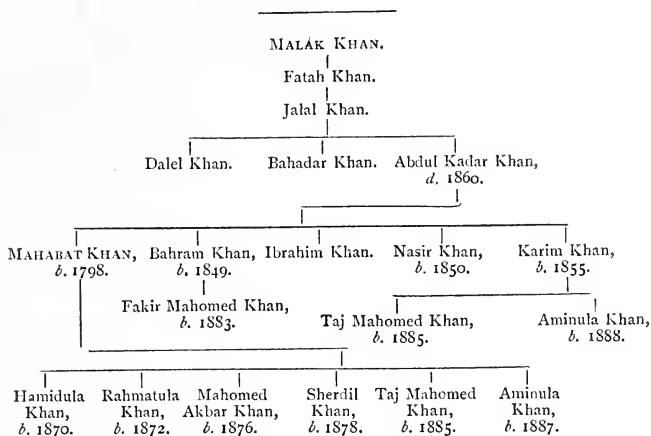 MALÁK KHAN.
Fatah Khan.
Jalal Khan.
Dalel Khan. Bahadar Khan. Abdul Kadar Khan,
d. 1860.
MAHABAT KHAN, Bahram Khan, Ibrahim Khan. Nasir Khan, Karim Khan,
b. 1798. b. 1849. b. 1850. b. 1855.
Fakir Mahomed Khan,
b. 1883.
Taj Mahomed Khan,
b. 1885.
Aminula Khan,
b. 1888.
Hamidula Rahmatula Mahomed Sherdil Taj Mahomed Aminula
Khan, Khan, Akbar Khan, Khan, Khan, Khan,
b. 1870. b. 1872. b. 1876. b. 1878. b. 1885. b. 1887.